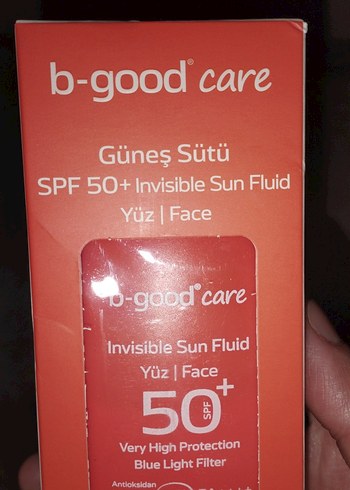 b-good® care
Güneş Sütü
SPF 50+ Invisible Sun Fluid
Yüz | Face
b-good® care
Invisible Sun Fluid
Yüz | Face
50+ SPF
Very High Protection
Blue Light Filter
Antioksidan